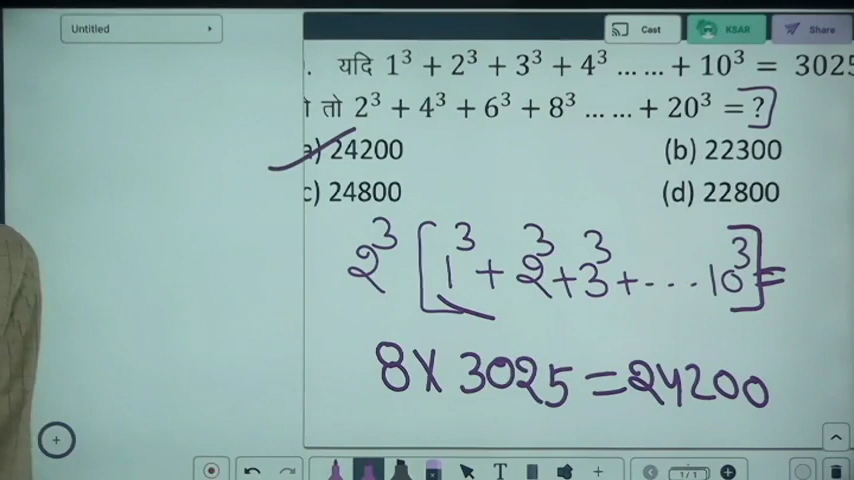 Untitled
Cast
KSAR
Share
. यदि 1³ + 2³ + 3³ + 4³ ... ... + 10³ = 3025
तो 2³ + 4³ + 6³ + 8³ ... ... + 20³ = ?
a) 24200 (b) 22300
c) 24800 (d) 22800
2³ [1³ + 2³ + 3³ + ... 10³] =
8 × 3025 = 24200
T
1/1